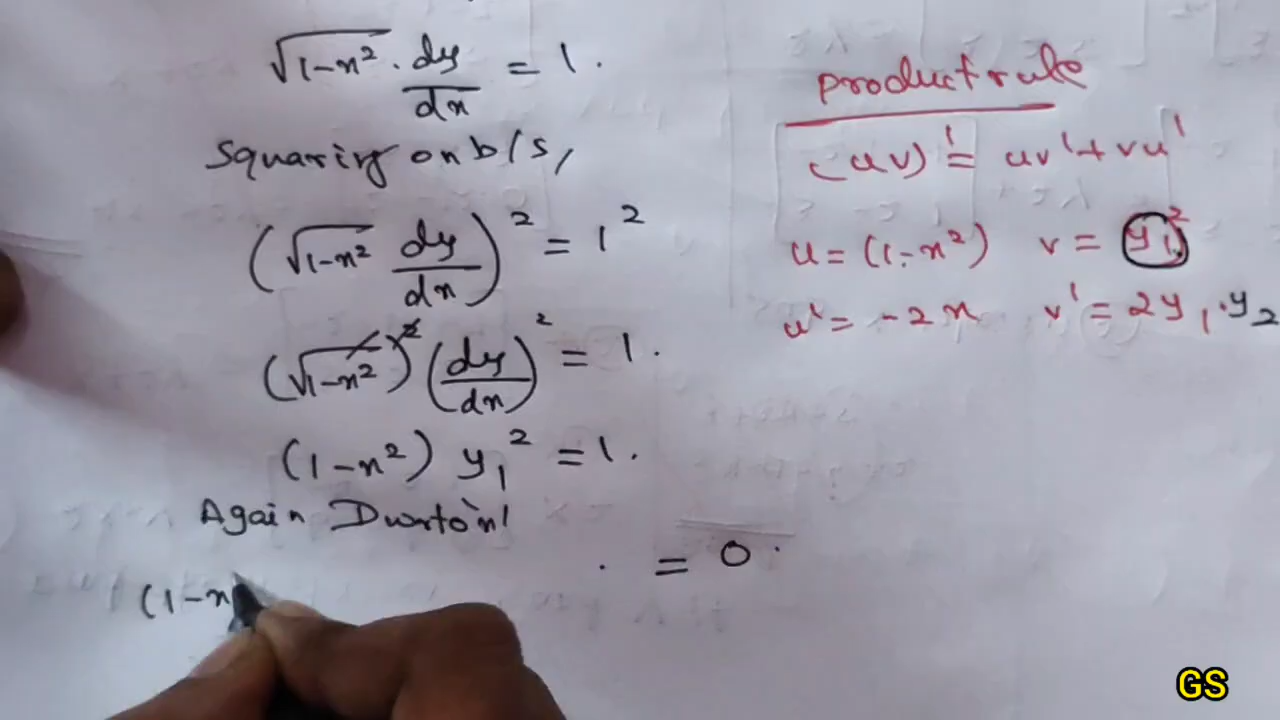 √1-x² . dy/dx = 1.
Squaring on b/s,
(√1-x² dy/dx)² = 1²
(√1-x²)² (dy/dx)² = 1.
(1-x²) y₁² = 1.
Again Dwrto 'x'
= 0.
(1-x
product rule
(uv)' = uv' + vu'
u = (1-x²) v = y₁²
u' = -2x v' = 2y₁.y₂
GS